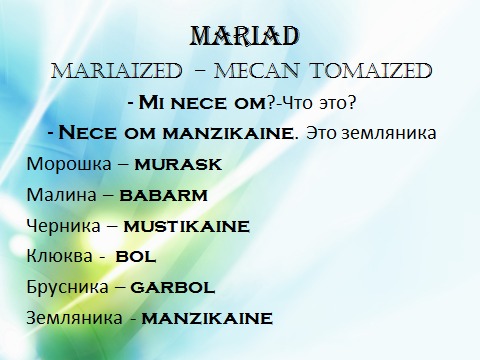 MARIAD
MARIAIZED – MECAN TOMAIZED
- MI NECE OM?-Что это?
- NECE OM MANZIKAINE. Это земляника
Морошка – MURASK
Малина – BABARM
Черника – MUSTIKAINE
Клюква - BOL
Брусника – GARBOL
Земляника - MANZIKAINE